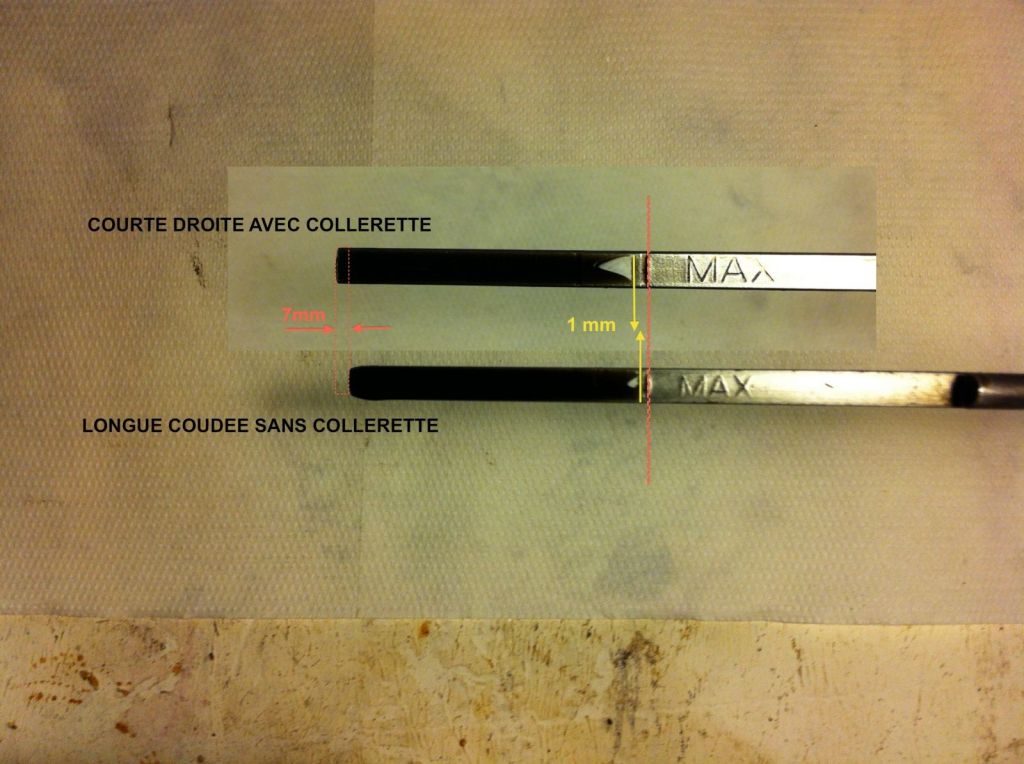 COURTE DROITE AVEC COLLERETTE
MAX
7mm
1 mm
MAX
LONGUE COUDEE SANS COLLERETTE